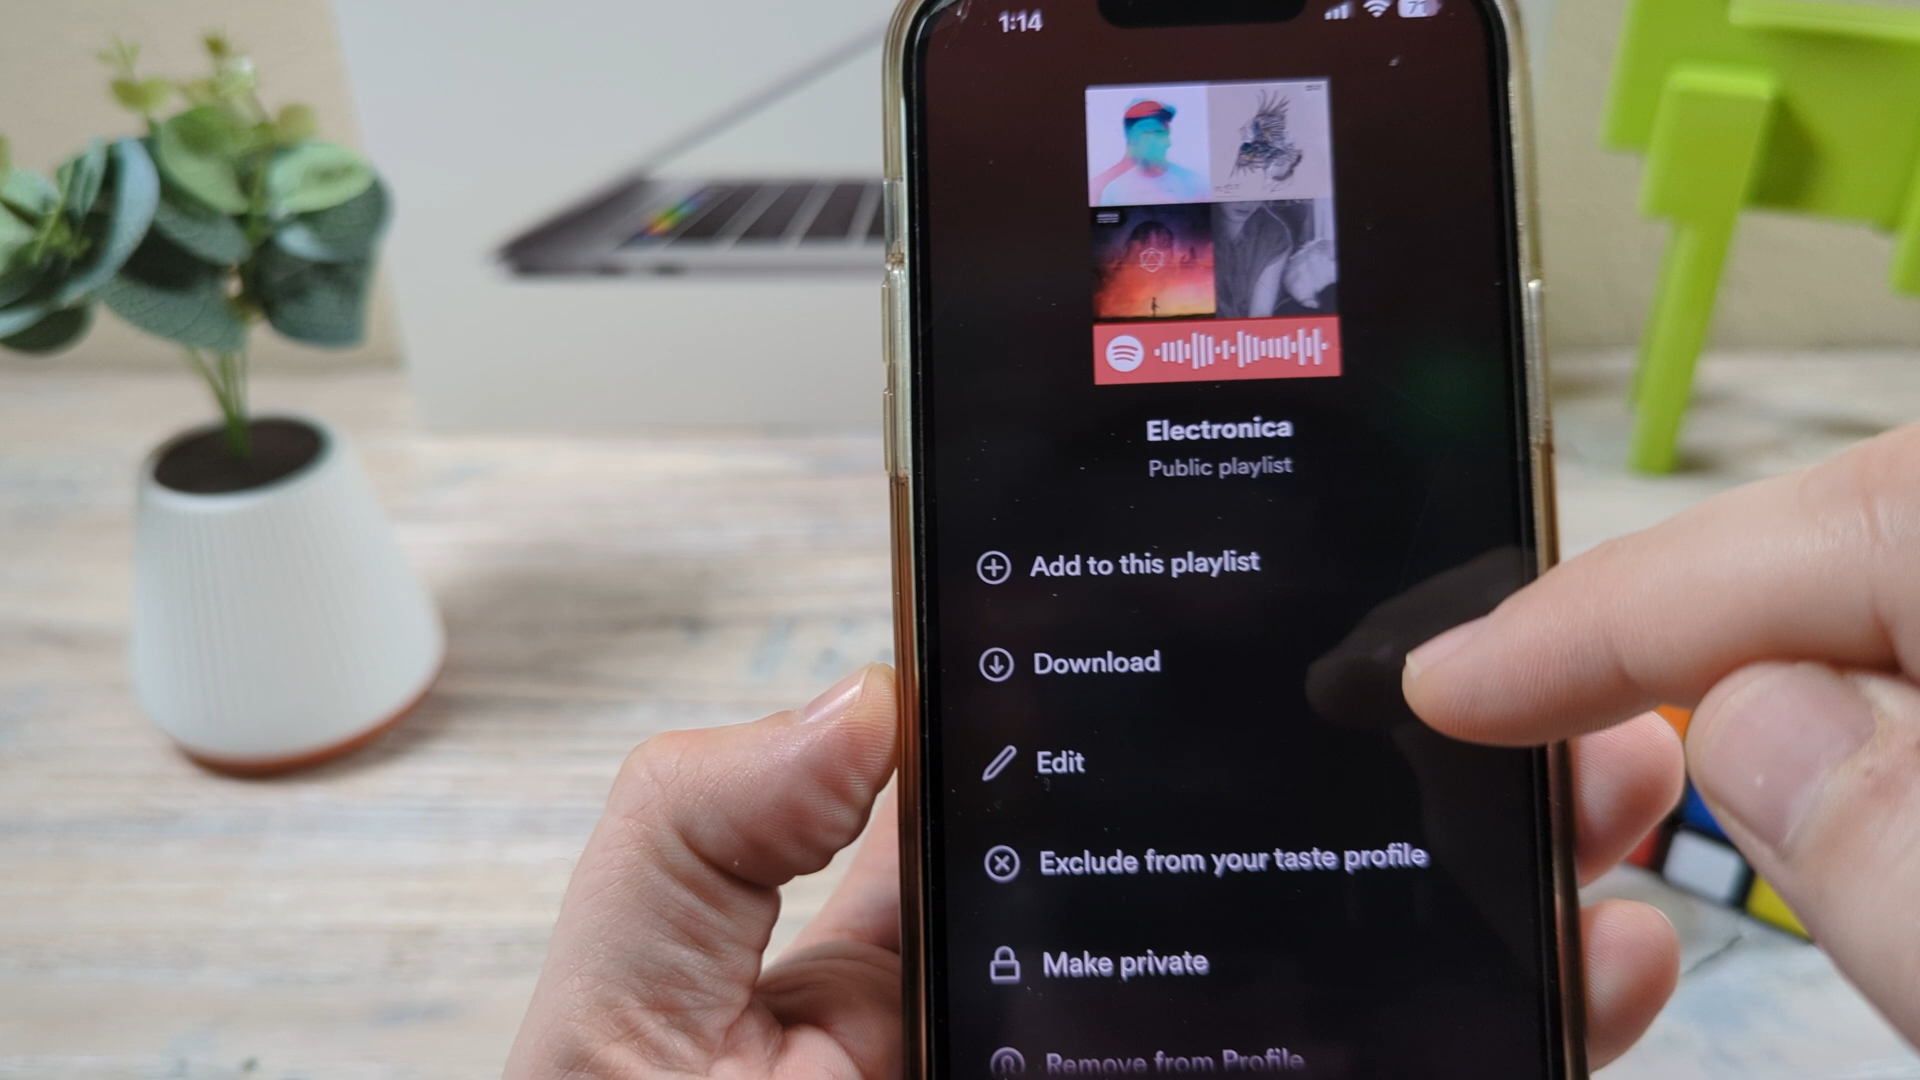 1:14
71
Electronica
Public playlist
Add to this playlist
Download
Edit
Exclude from your taste profile
Make private
Remove from Profile